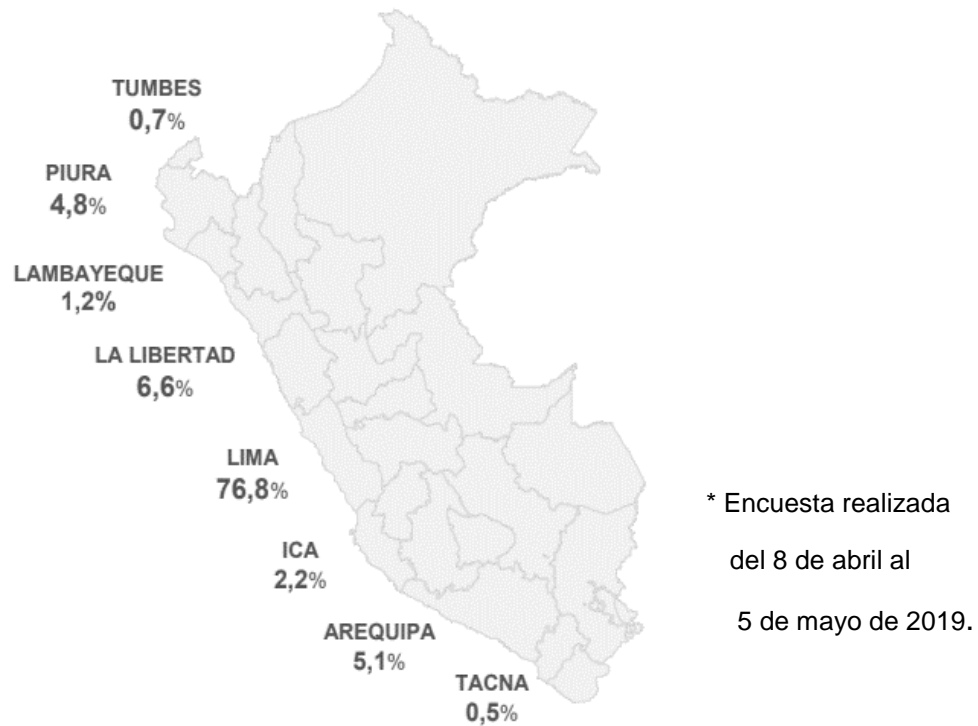 TUMBES
0,7%
PIURA
4,8%
LAMBAYEQUE
1,2%
LA LIBERTAD
6,6%
LIMA
76,8%
ICA
2,2%
AREQUIPA
5,1%
TACNA
0,5%
* Encuesta realizada
del 8 de abril al
5 de mayo de 2019.